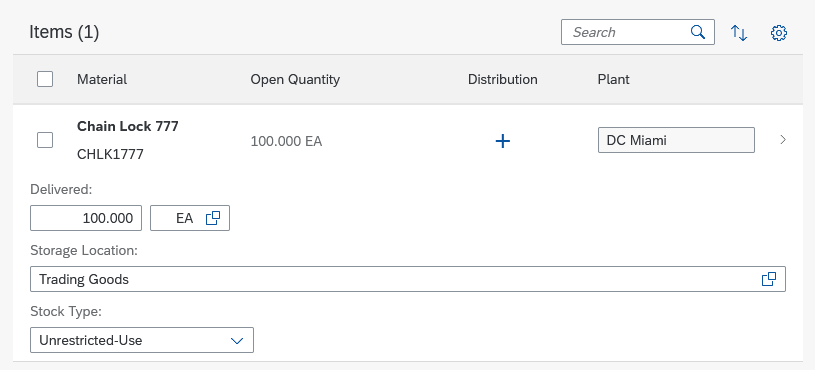 Items (1)
Search
Material Open Quantity Distribution Plant
Chain Lock 777
CHLK1777
100.000 EA
DC Miami
Delivered:
100.000 EA
Storage Location:
Trading Goods
Stock Type:
Unrestricted-Use